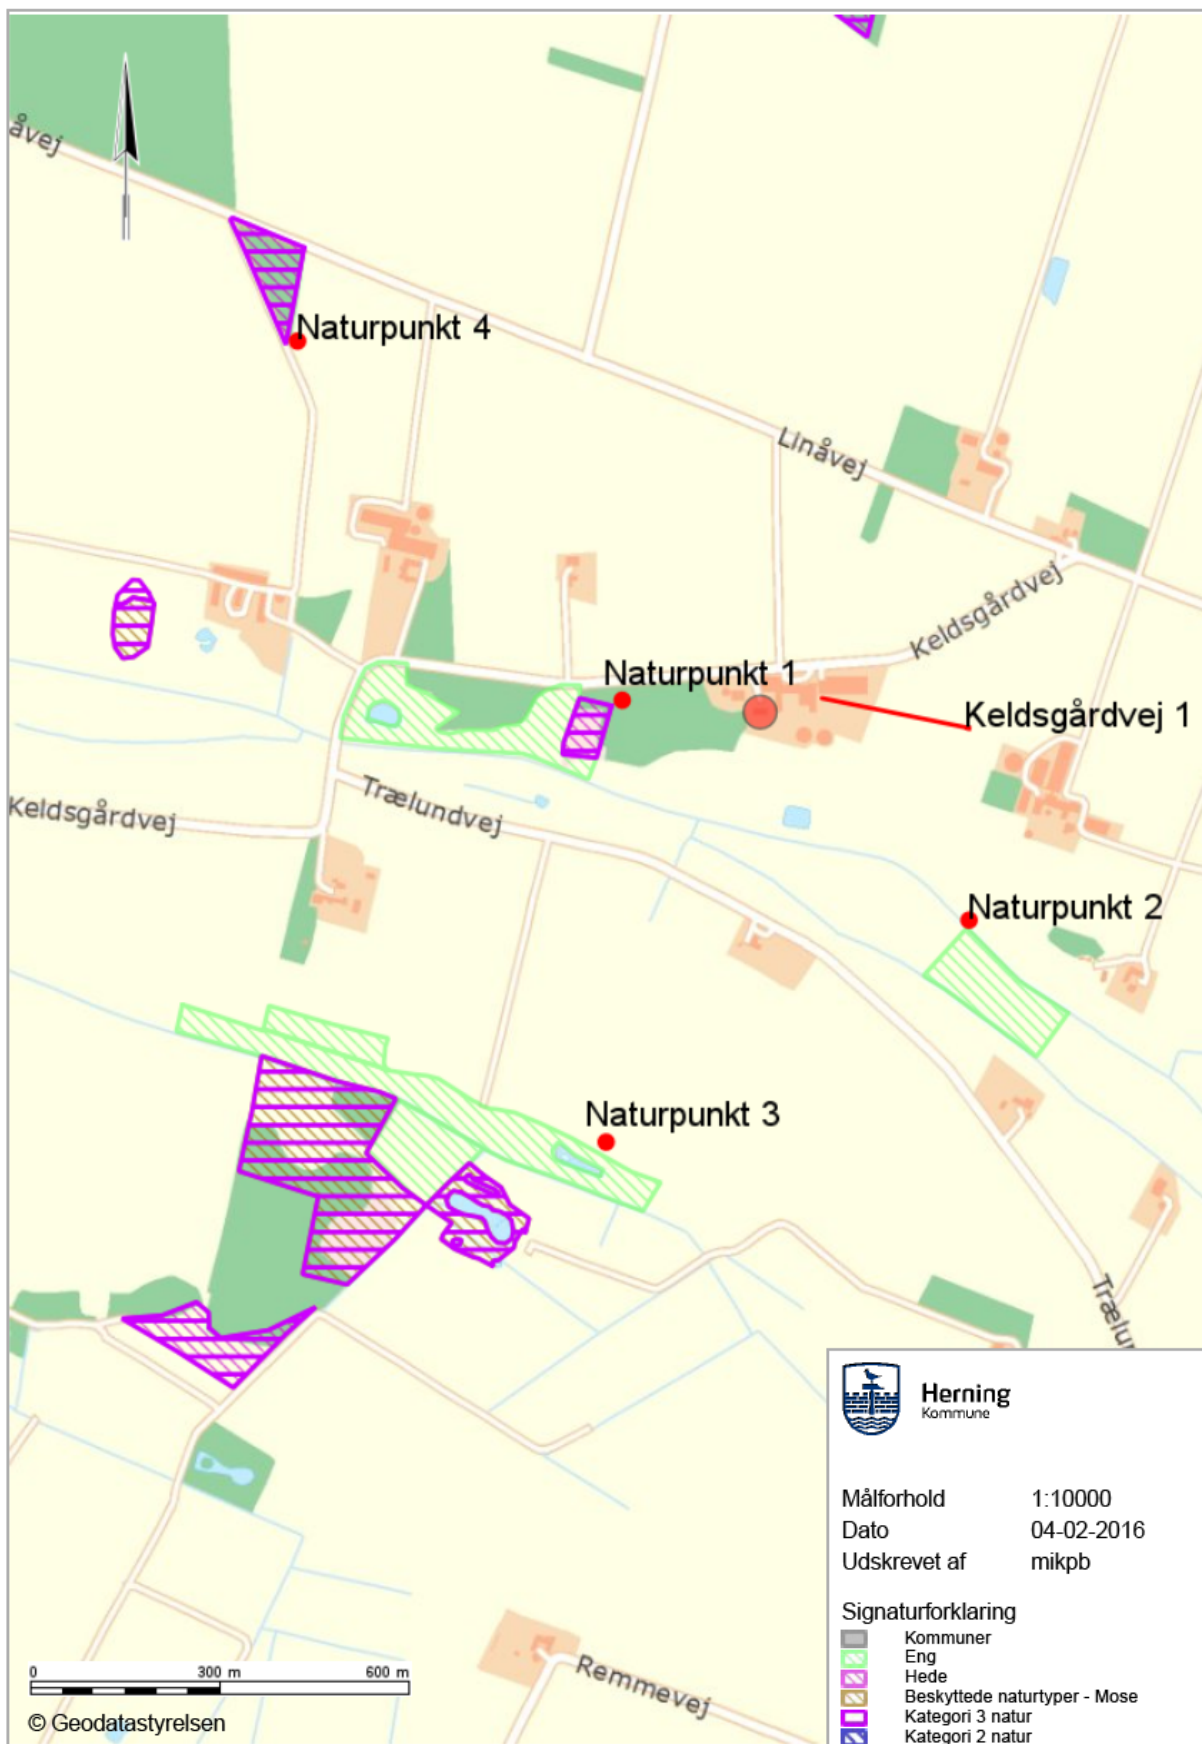 åvej
Naturpunkt 4
Linåvej
Keldsgårdvej
Naturpunkt 1
Keldsgårdvej 1
Trælundvej
Keldsgårdvej
Naturpunkt 2
Naturpunkt 3
Trælun
Herning
Kommune
Målforhold 1:10000
Dato 04-02-2016
Udskrevet af mikpb
Signaturforklaring
Kommuner
Eng
Hede
Beskyttede naturtyper - Mose
Kategori 3 natur
Kategori 2 natur
0 300 m 600 m
Remmevej
© Geodatastyrelsen